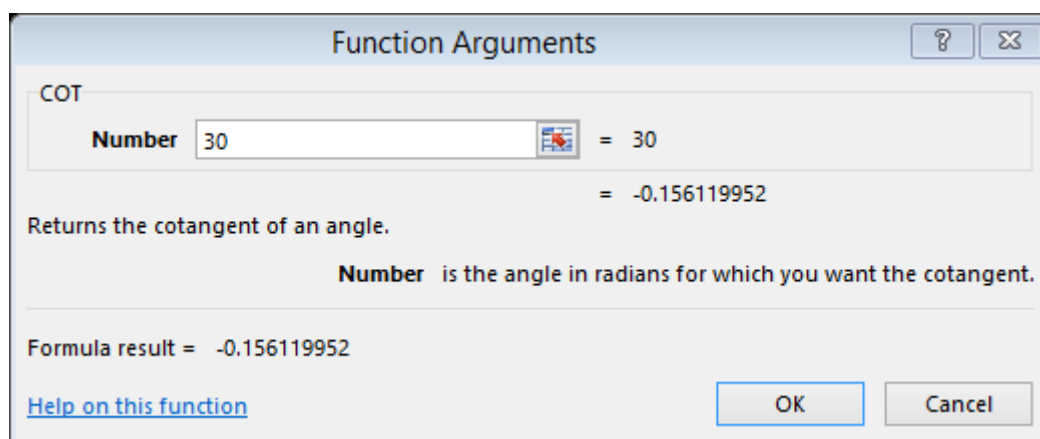 Function Arguments ?
COT
Number 30 = 30
= -0.156119952
Returns the cotangent of an angle.
Number is the angle in radians for which you want the cotangent.
Formula result = -0.156119952
Help on this function OK Cancel